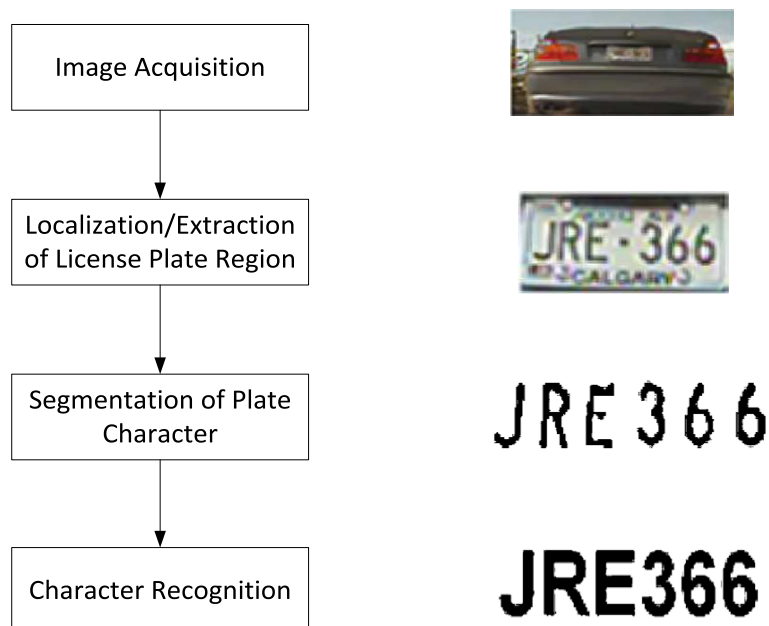 Image Acquisition
Localization/Extraction
of License Plate Region
JRE · 366
CALGARY
Segmentation of Plate
Character
JRE366
Character Recognition
JRE366